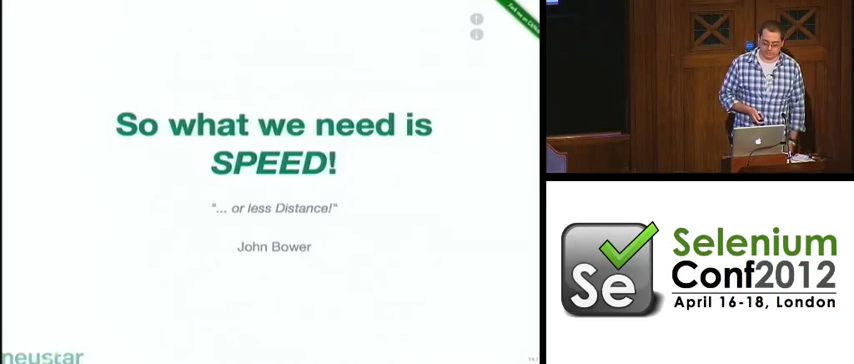 So what we need is
SPEED!
"... or less Distance!"
John Bower
neustar
Se
Selenium
Conf2012
April 16-18, London